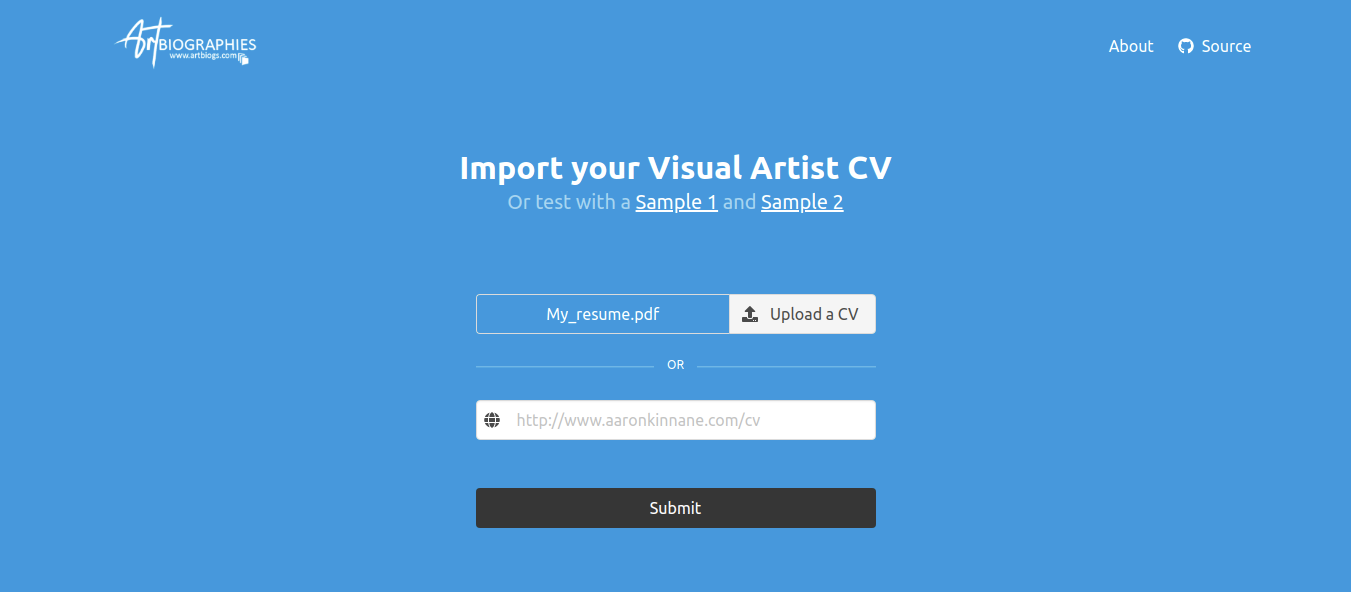 Art BIOGRAPHIES
www.artbiogs.com
About Source
Import your Visual Artist CV
Or test with a Sample 1 and Sample 2
My_resume.pdf Upload a CV
OR
http://www.aaronkinnane.com/cv
Submit